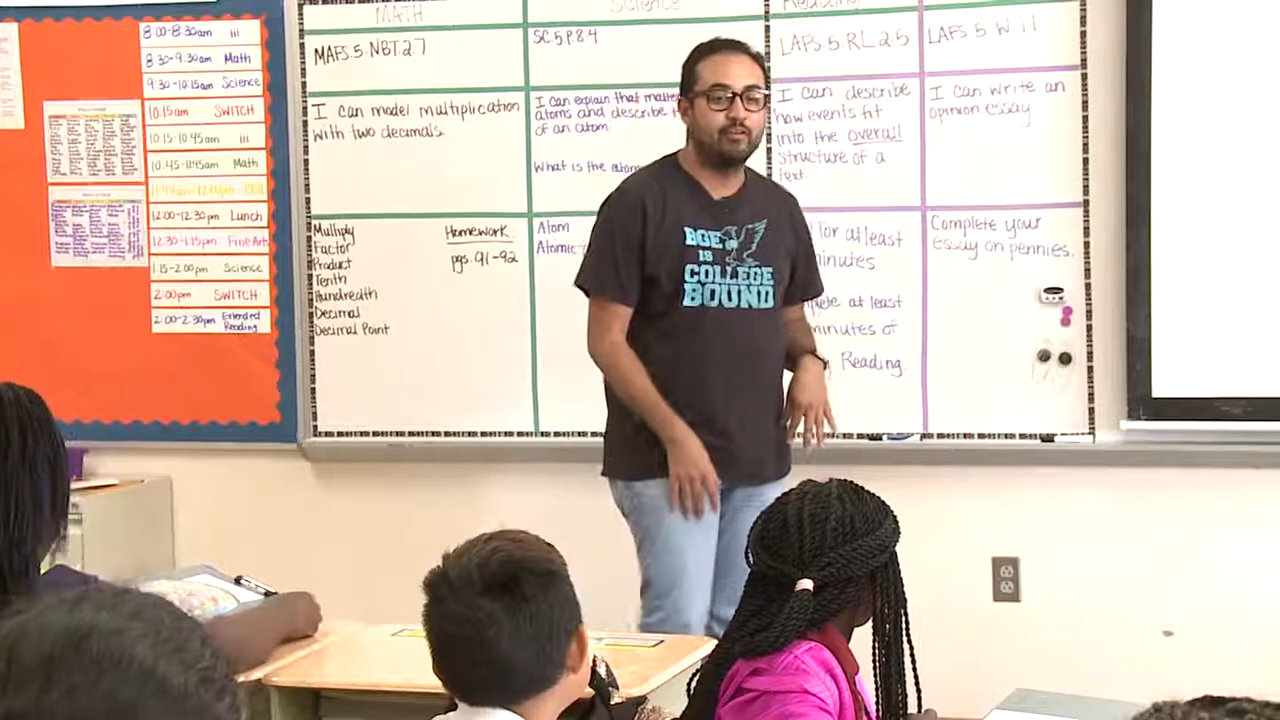 MATH
Science
Reading
MAFS.5.NBT.2.7
SC.5.P.8.4
LAFS.5.RL.2.5
LAFS.5.W.1.1
I can model multiplication
with two decimals.
I can explain that matter
atoms and describe
of an atom.
What is the atom
I can describe
how events fit
into the overall
structure of a
text.
I can write an
opinion essay
Multiply
Factor
Product
Tenth
Hundredth
Decimal
Decimal Point
Homework.
pgs. 91-92
Atom
Atomic
or at least
minutes
at least
minutes of
Reading.
Complete your
essay on pennies.
8:00-8:30am iii
8:30-9:30am Math
9:30-10:15am Science
10:15am SWITCH
10:15-10:45am iii
10:45-11:45am Math
12:00-12:30pm Lunch
12:30-1:15pm Fine Arts
1:15-2:00pm Science
2:00pm SWITCH
2:00-2:30pm Extended
Reading
BGE
IS
COLLEGE
BOUND